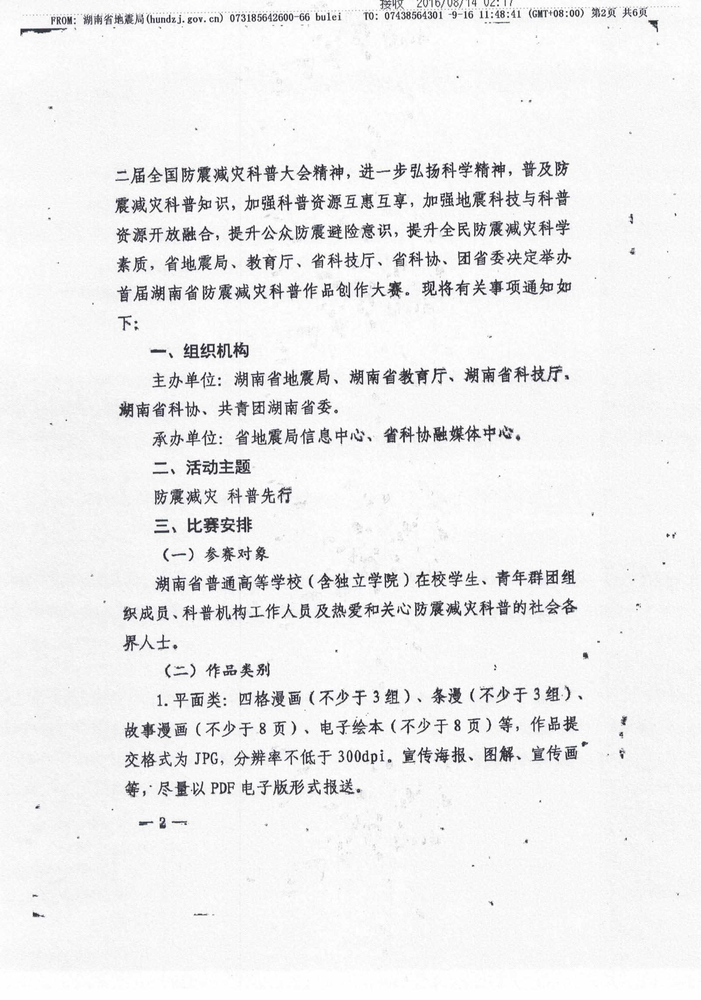 接收 2016/08/14 02:17
FROM: 湖南省地震局(hundzj.gov.cn) 073185642600-66 bulei TO: 07438564301 -9-16 11:48:41 (GMT+08:00) 第2页 共6页
二届全国防震减灾科普大会精神，进一步弘扬科学精神，普及防
震减灾科普知识，加强科普资源互惠互享，加强地震科技与科普
资源开放融合，提升公众防震避险意识，提升全民防震减灾科学
素质，省地震局、教育厅、省科技厅、省科协、团省委决定举办
首届湖南省防震减灾科普作品创作大赛。现将有关事项通知如
下：
一、组织机构
主办单位：湖南省地震局、湖南省教育厅、湖南省科技厅、
湖南省科协、共青团湖南省委。
承办单位：省地震局信息中心、省科协融媒体中心。
二、活动主题
防震减灾 科普先行
三、比赛安排
（一）参赛对象
湖南省普通高等学校（含独立学院）在校学生、青年群团组
织成员、科普机构工作人员及热爱和关心防震减灾科普的社会各
界人士。
（二）作品类别
1.平面类：四格漫画（不少于 3 组）、条漫（不少于 3 组）、
故事漫画（不少于 8 页）、电子绘本（不少于 8 页）等，作品提
交格式为 JPG，分辨率不低于 300dpi。宣传海报、图解、宣传画
等，尽量以 PDF 电子版形式报送。
— 2 —